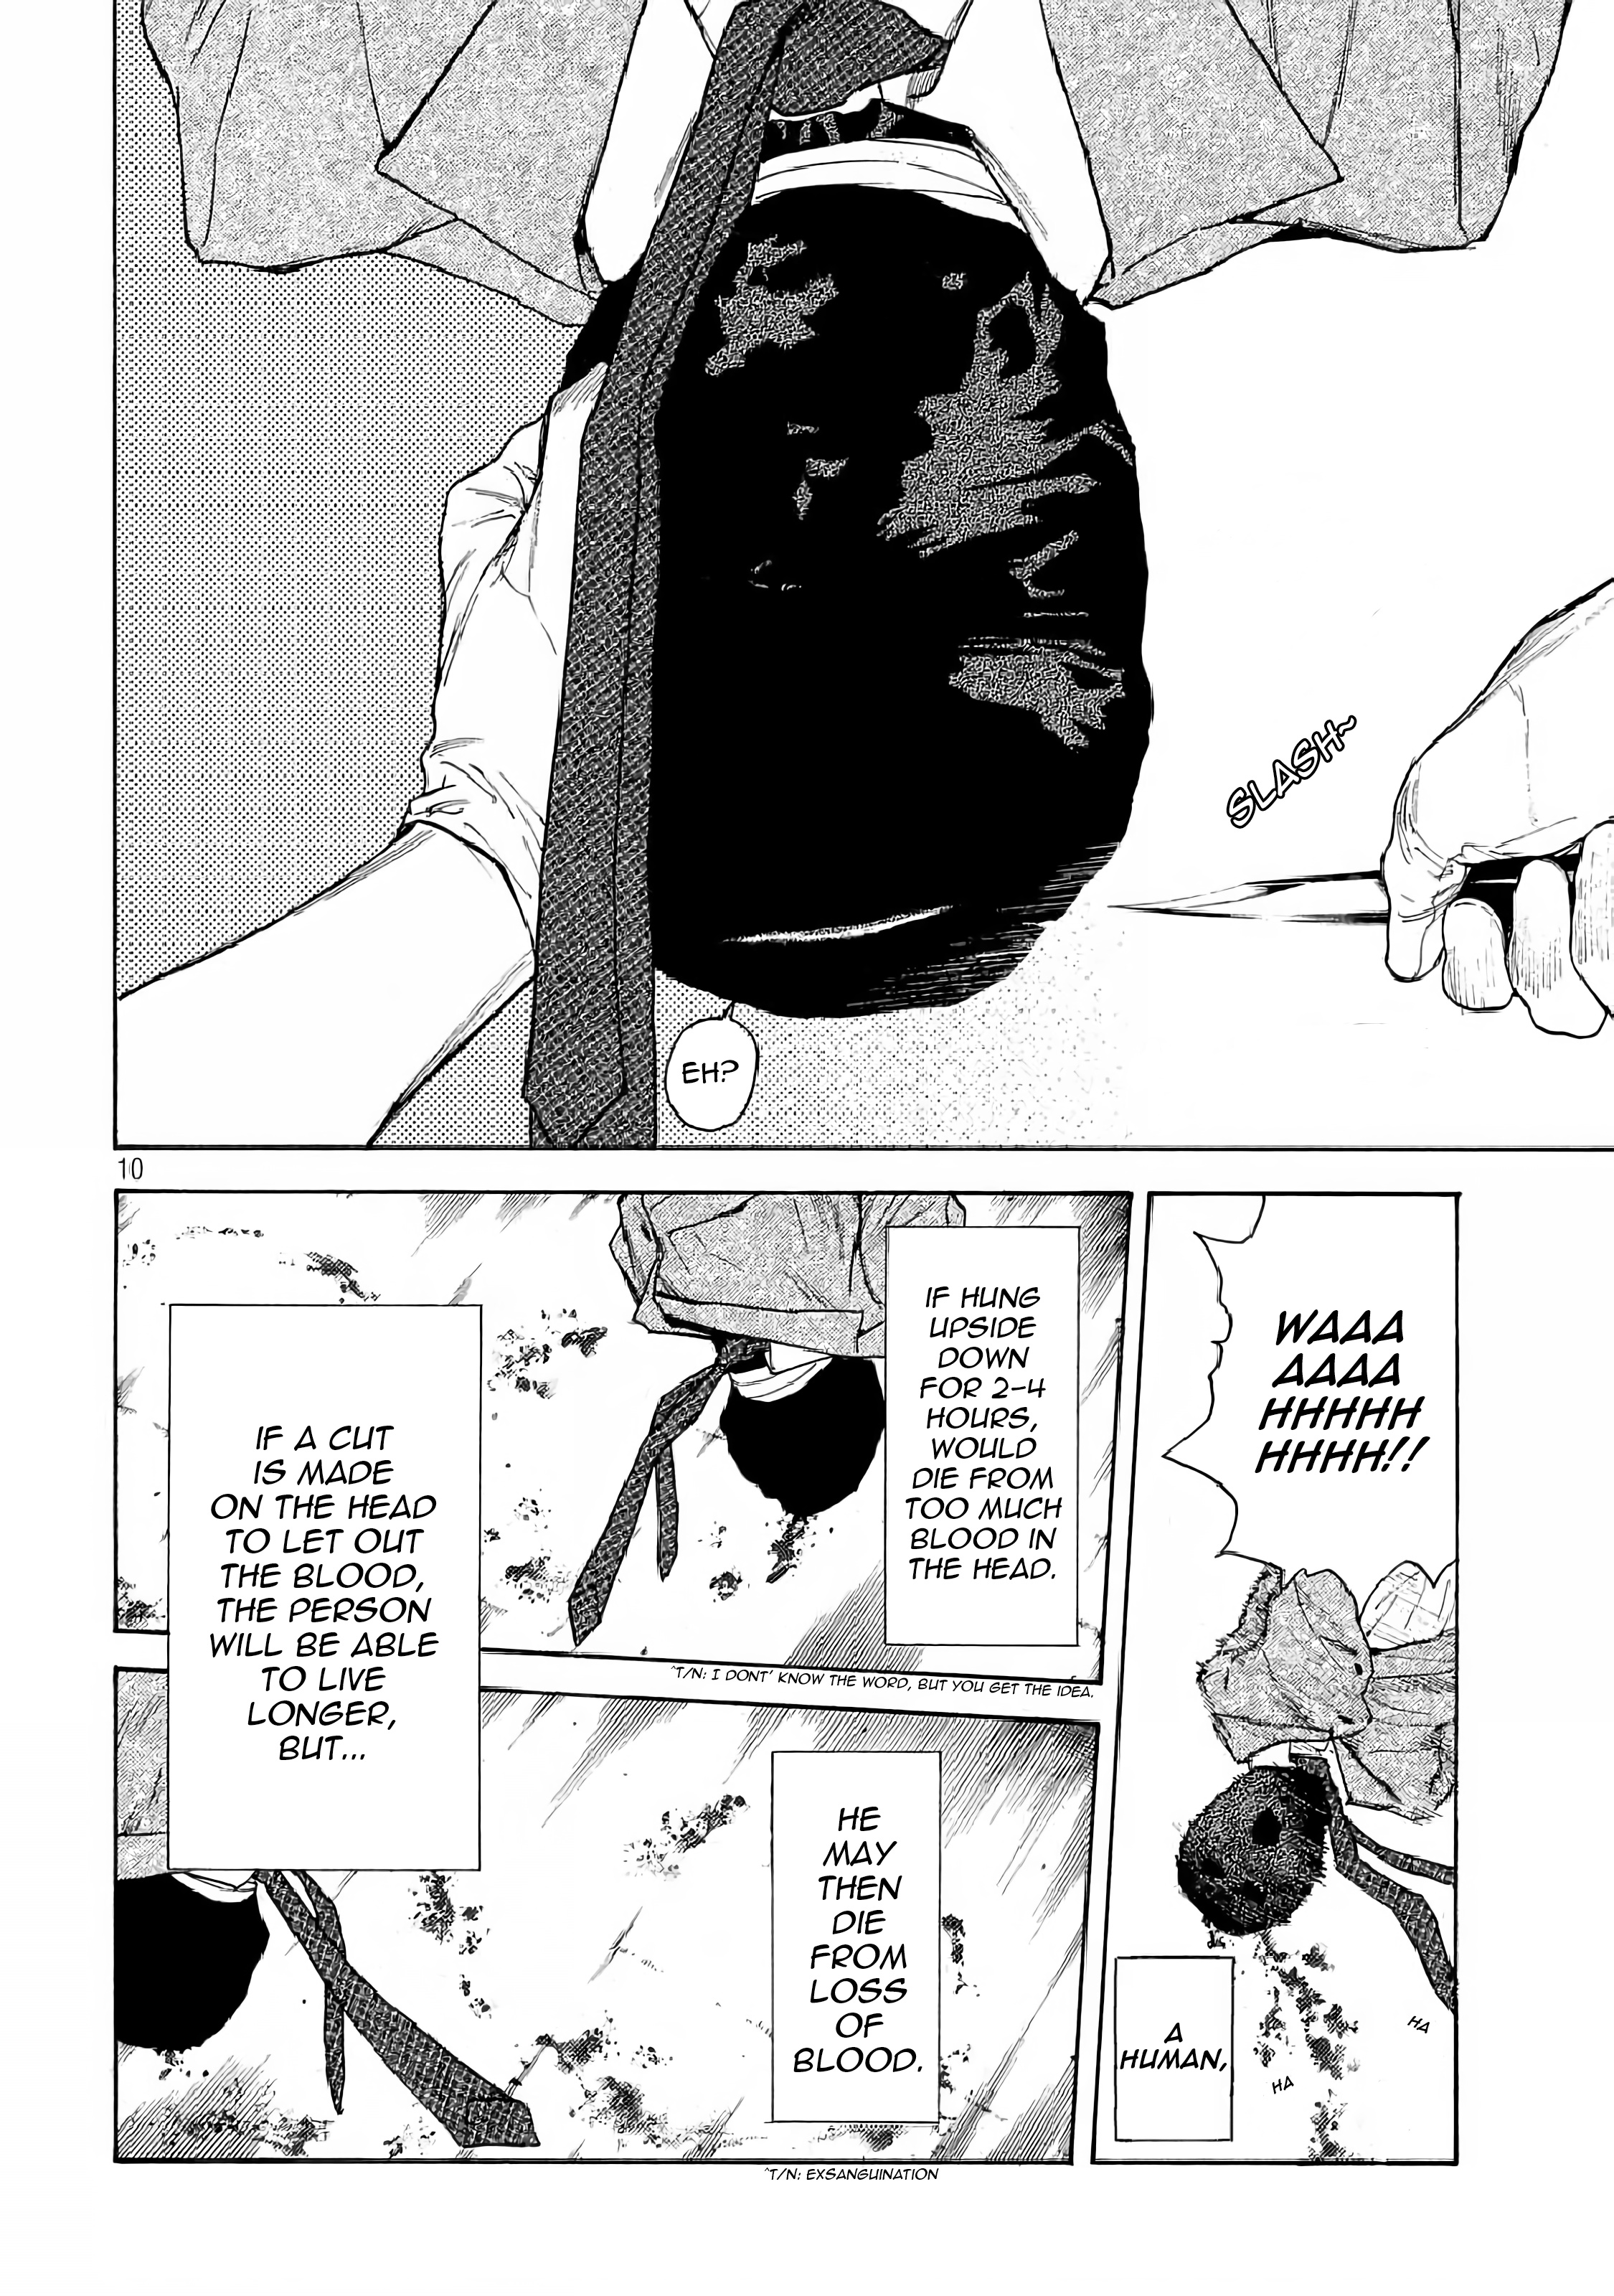 SLASH~
EH?
10
WAAA
AAAA
HHHHH
HHHH!!
A
HUMAN,
HA
HA
IF HUNG
UPSIDE
DOWN
FOR 2-4
HOURS,
WOULD
DIE FROM
TOO MUCH
BLOOD IN
THE HEAD.
^T/N: I DONT' KNOW THE WORD, BUT YOU GET THE IDEA.
IF A CUT
IS MADE
ON THE HEAD
TO LET OUT
THE BLOOD,
THE PERSON
WILL BE ABLE
TO LIVE
LONGER,
BUT...
HE
MAY
THEN
DIE
FROM
LOSS
OF
BLOOD.
^T/N: EXSANGUINATION